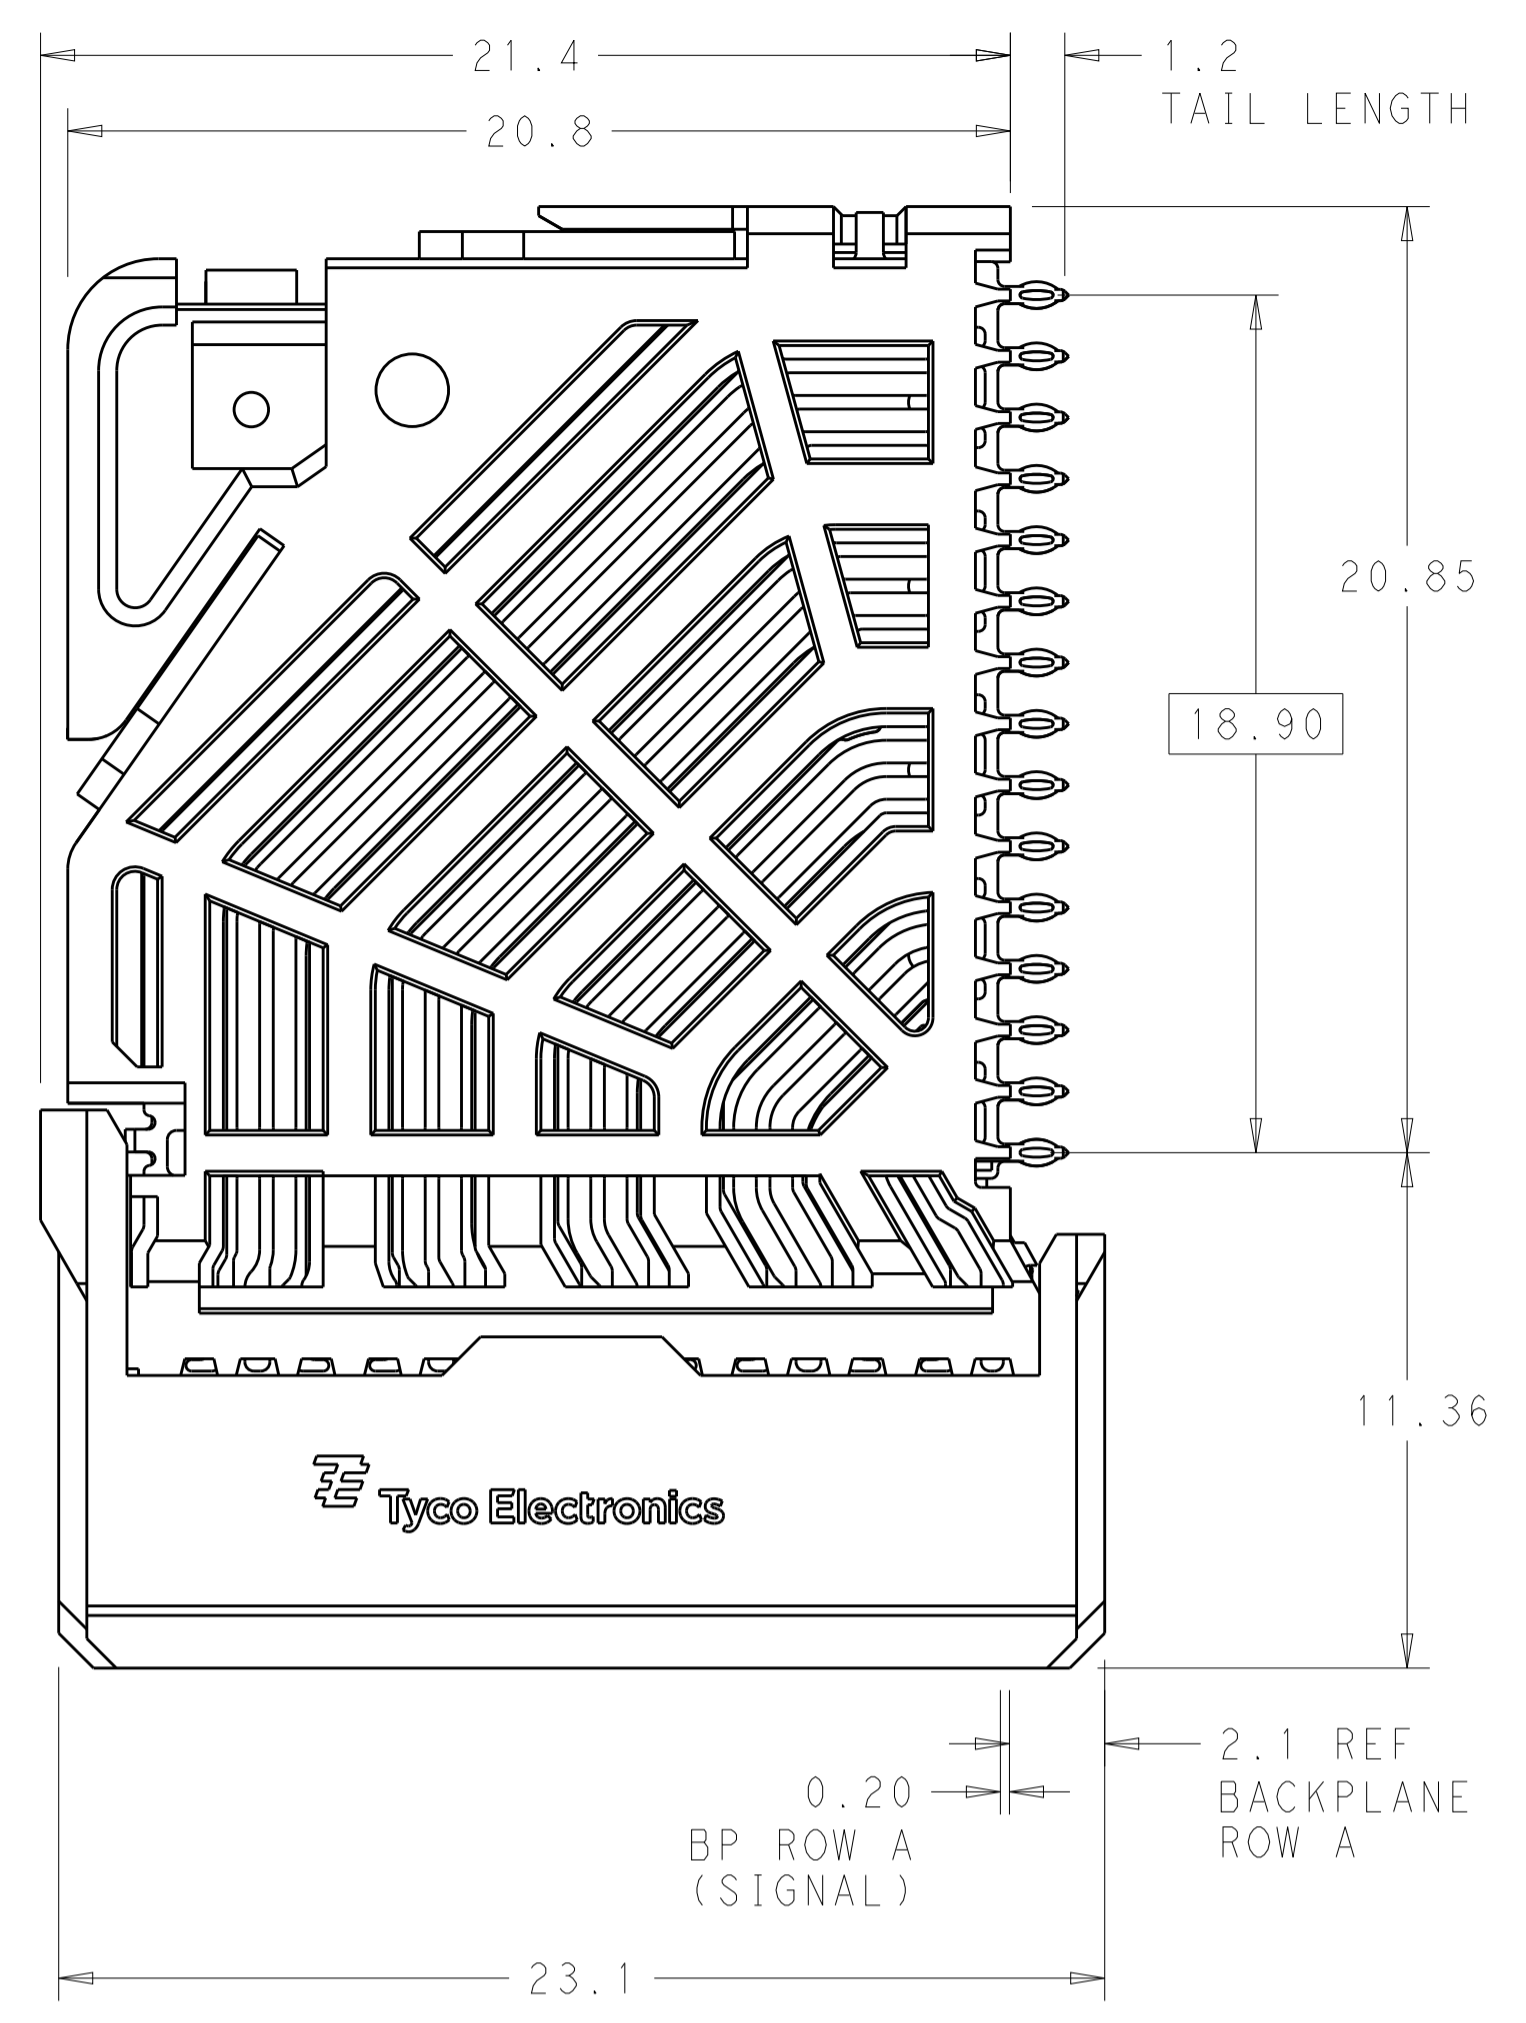 21.4
1.2
TAIL LENGTH
20.8
20.85
18.90
11.36
Tyco Electronics
2.1 REF
BACKPLANE
ROW A
0.20
BP ROW A
(SIGNAL)
23.1